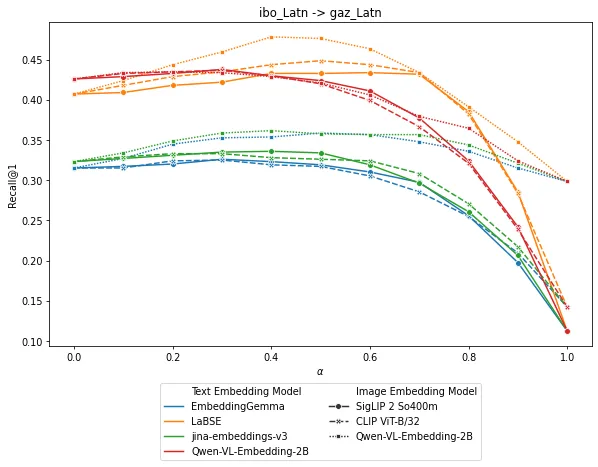 ibo_Latn -> gaz_Latn
Recall@1
0.45
0.40
0.35
0.30
0.25
0.20
0.15
0.10
0.0 0.2 0.4 0.6 0.8 1.0
α
Text Embedding Model Image Embedding Model
EmbeddingGemma SigLIP 2 So400m
LaBSE CLIP ViT-B/32
jina-embeddings-v3 Qwen-VL-Embedding-2B
Qwen-VL-Embedding-2B